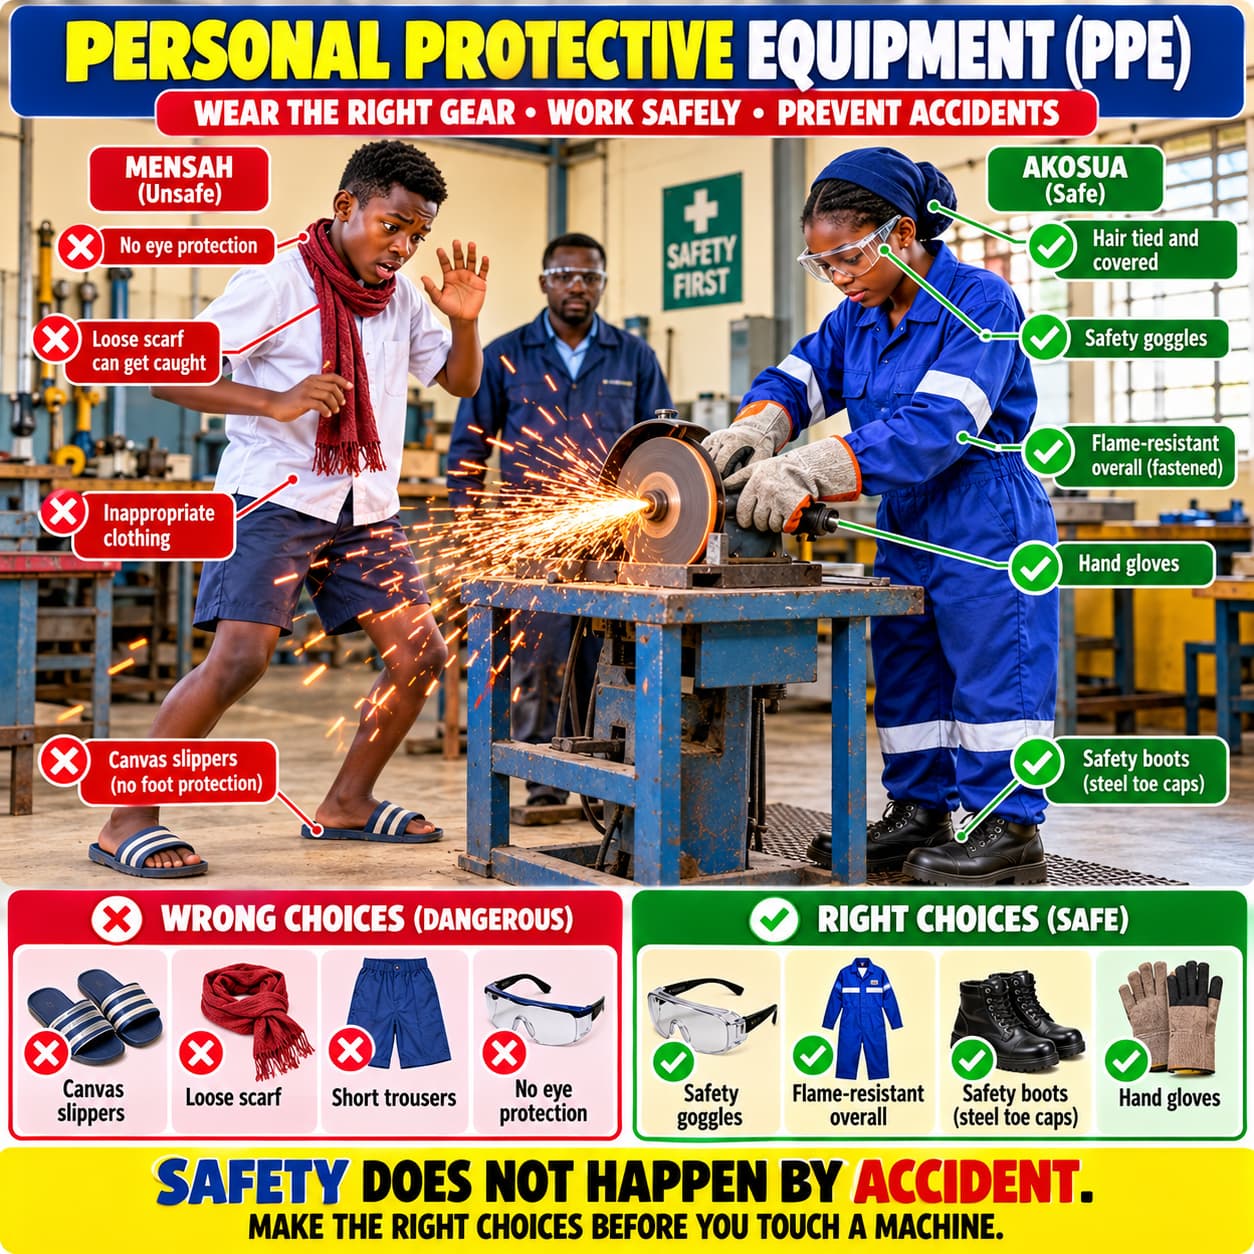 PERSONAL PROTECTIVE EQUIPMENT (PPE)
WEAR THE RIGHT GEAR • WORK SAFELY • PREVENT ACCIDENTS
MENSAH
(Unsafe)
No eye protection
Loose scarf
can get caught
Inappropriate
clothing
Canvas slippers
(no foot protection)
SAFETY
FIRST
AKOSUA
(Safe)
Hair tied and
covered
Safety goggles
Flame-resistant
overall (fastened)
Hand gloves
Safety boots
(steel toe caps)
WRONG CHOICES (DANGEROUS)
Canvas
slippers
Loose scarf
Short trousers
No eye
protection
RIGHT CHOICES (SAFE)
Safety
goggles
Flame-resistant
overall
Safety boots
(steel toe caps)
Hand gloves
SAFETY DOES NOT HAPPEN BY ACCIDENT.
MAKE THE RIGHT CHOICES BEFORE YOU TOUCH A MACHINE.